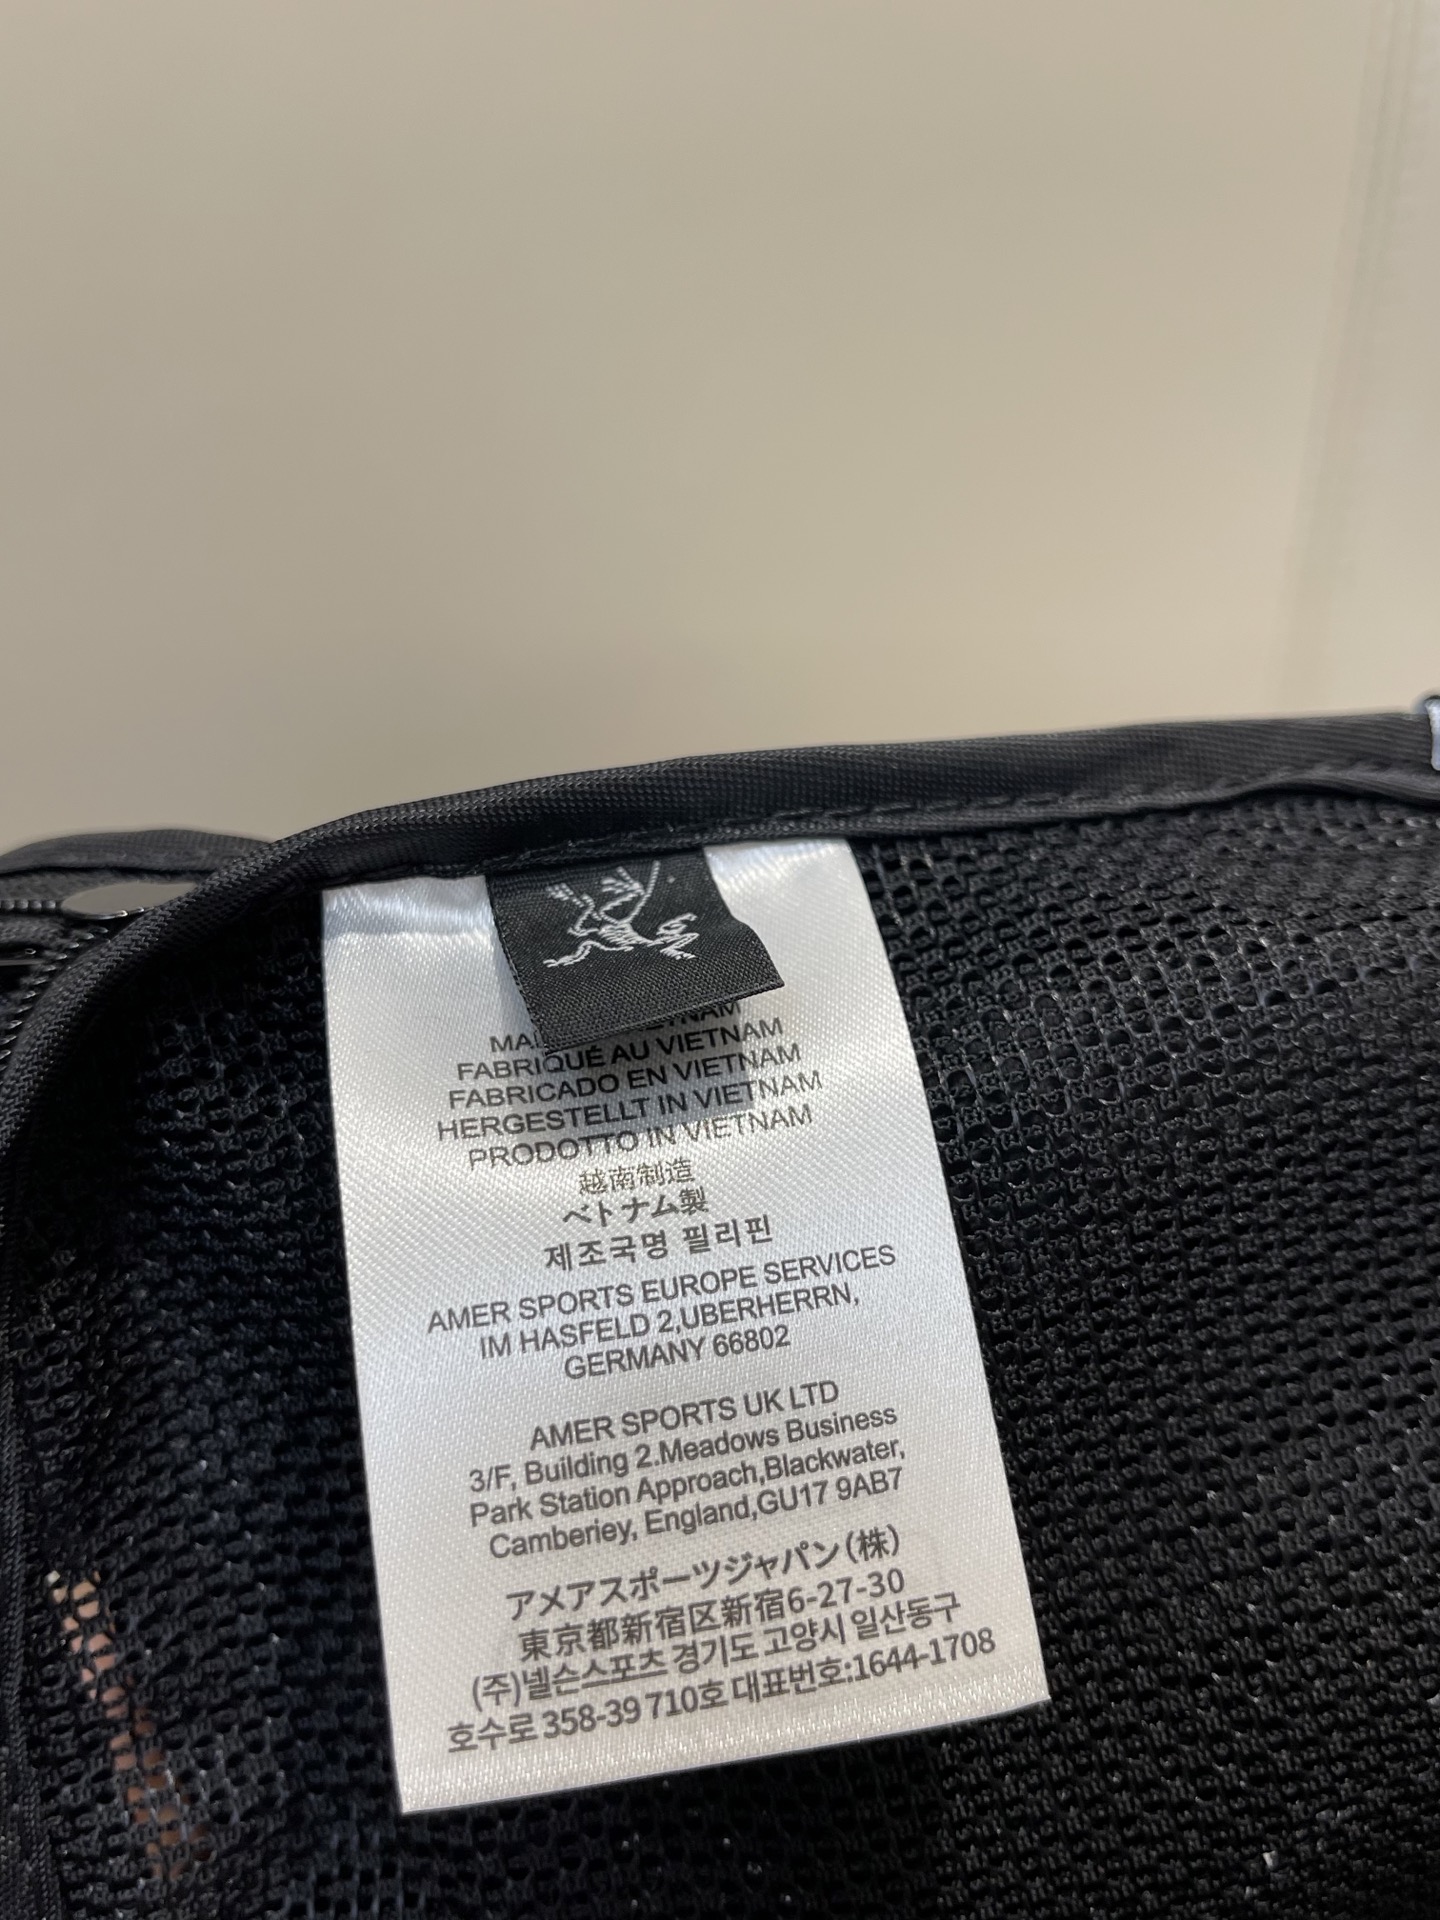 FABRIQUÉ AU VIETNAM
FABRICADO EN VIETNAM
HERGESTELLT IN VIETNAM
PRODOTTO IN VIETNAM
越南制造
ベトナム製
제조국명 필리핀
AMER SPORTS EUROPE SERVICES
IM HASFELD 2,UBERHERRN,
GERMANY 66802
AMER SPORTS UK LTD
3/F, Building 2.Meadows Business
Park Station Approach,Blackwater,
Camberiey, England,GU17 9AB7
アメアスポーツジャパン(株)
東京都新宿区新宿6-27-30
(주)넬슨스포츠 경기도 고양시 일산동구
호수로 358-39 710호 대표번호:1644-1708